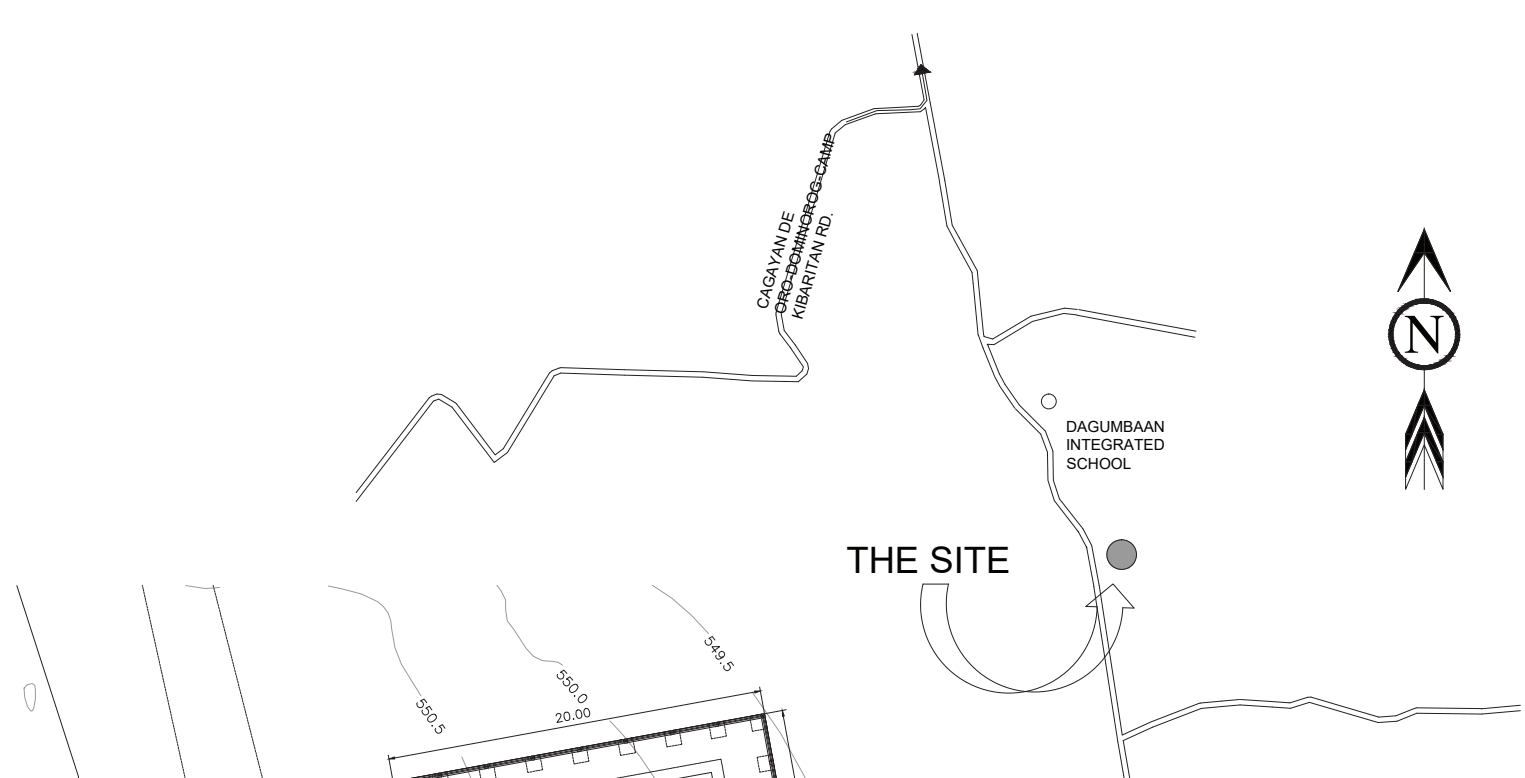 CAGAYAN DE
ORO-DOMINOROG-CAMP
KIBARITAN RD.
N
DAGUMBAAN
INTEGRATED
SCHOOL
THE SITE
549.5
550.0
550.5
20.00